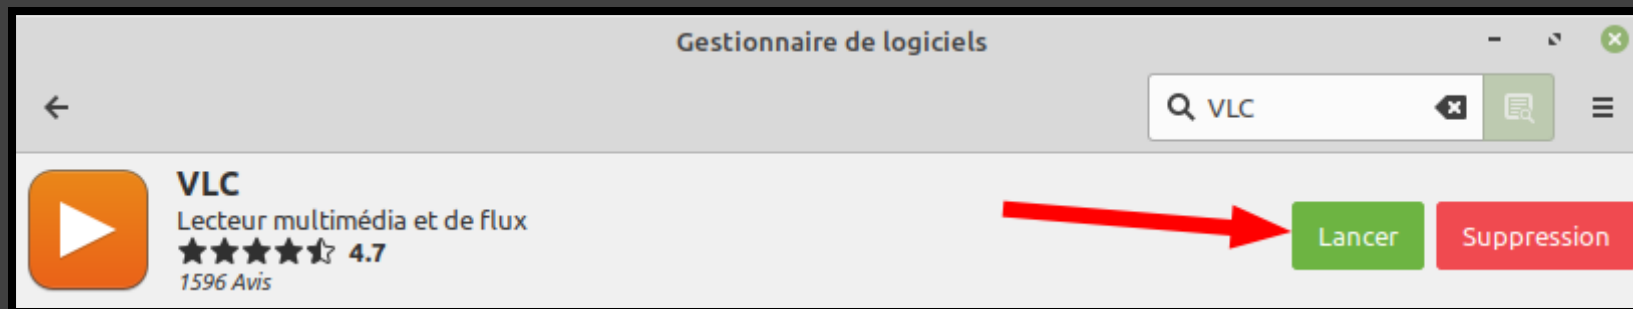 Gestionnaire de logiciels
VLC
VLC
Lecteur multimédia et de flux
4.7
1596 Avis
Lancer
Suppression